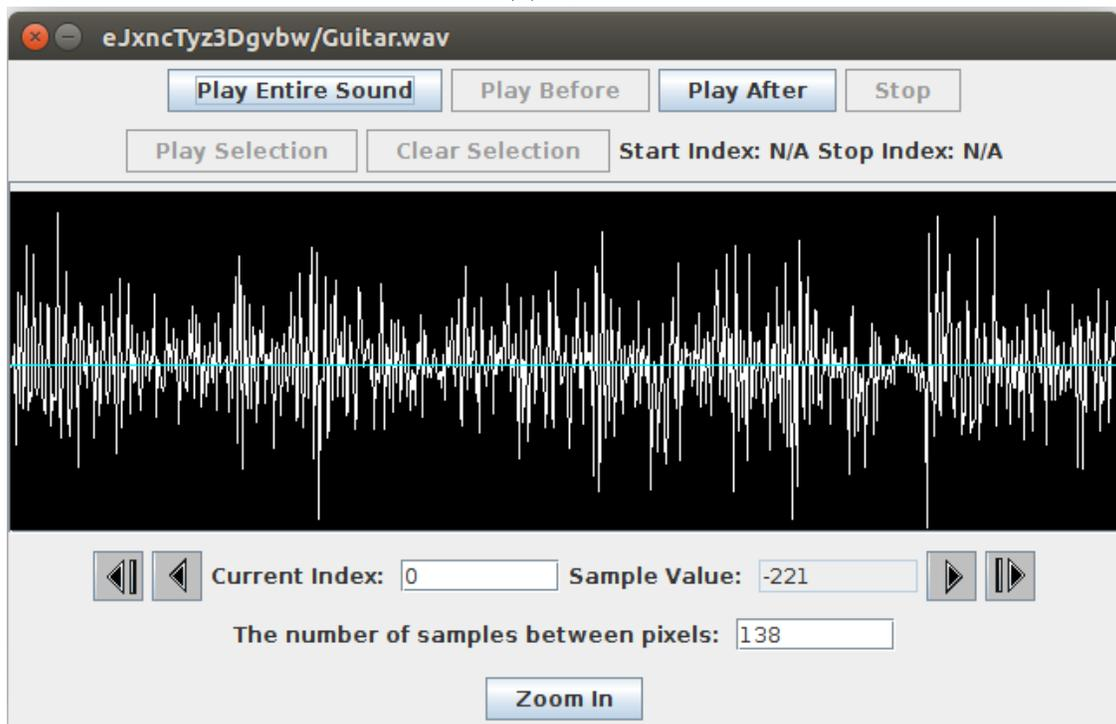 eJxncTyz3Dgvbw/Guitar.wav
Play Entire Sound Play Before Play After Stop
Play Selection Clear Selection Start Index: N/A Stop Index: N/A
Current Index: 0 Sample Value: -221
The number of samples between pixels: 138
Zoom In